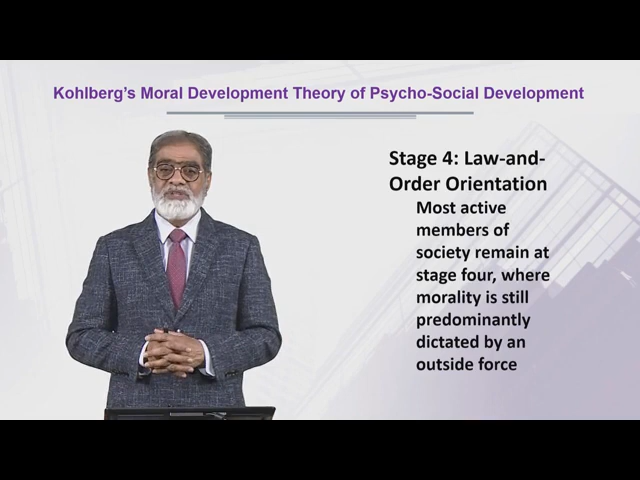 Kohlberg's Moral Development Theory of Psycho-Social Development
Stage 4: Law-and-
Order Orientation
Most active
members of
society remain at
stage four, where
morality is still
predominantly
dictated by an
outside force